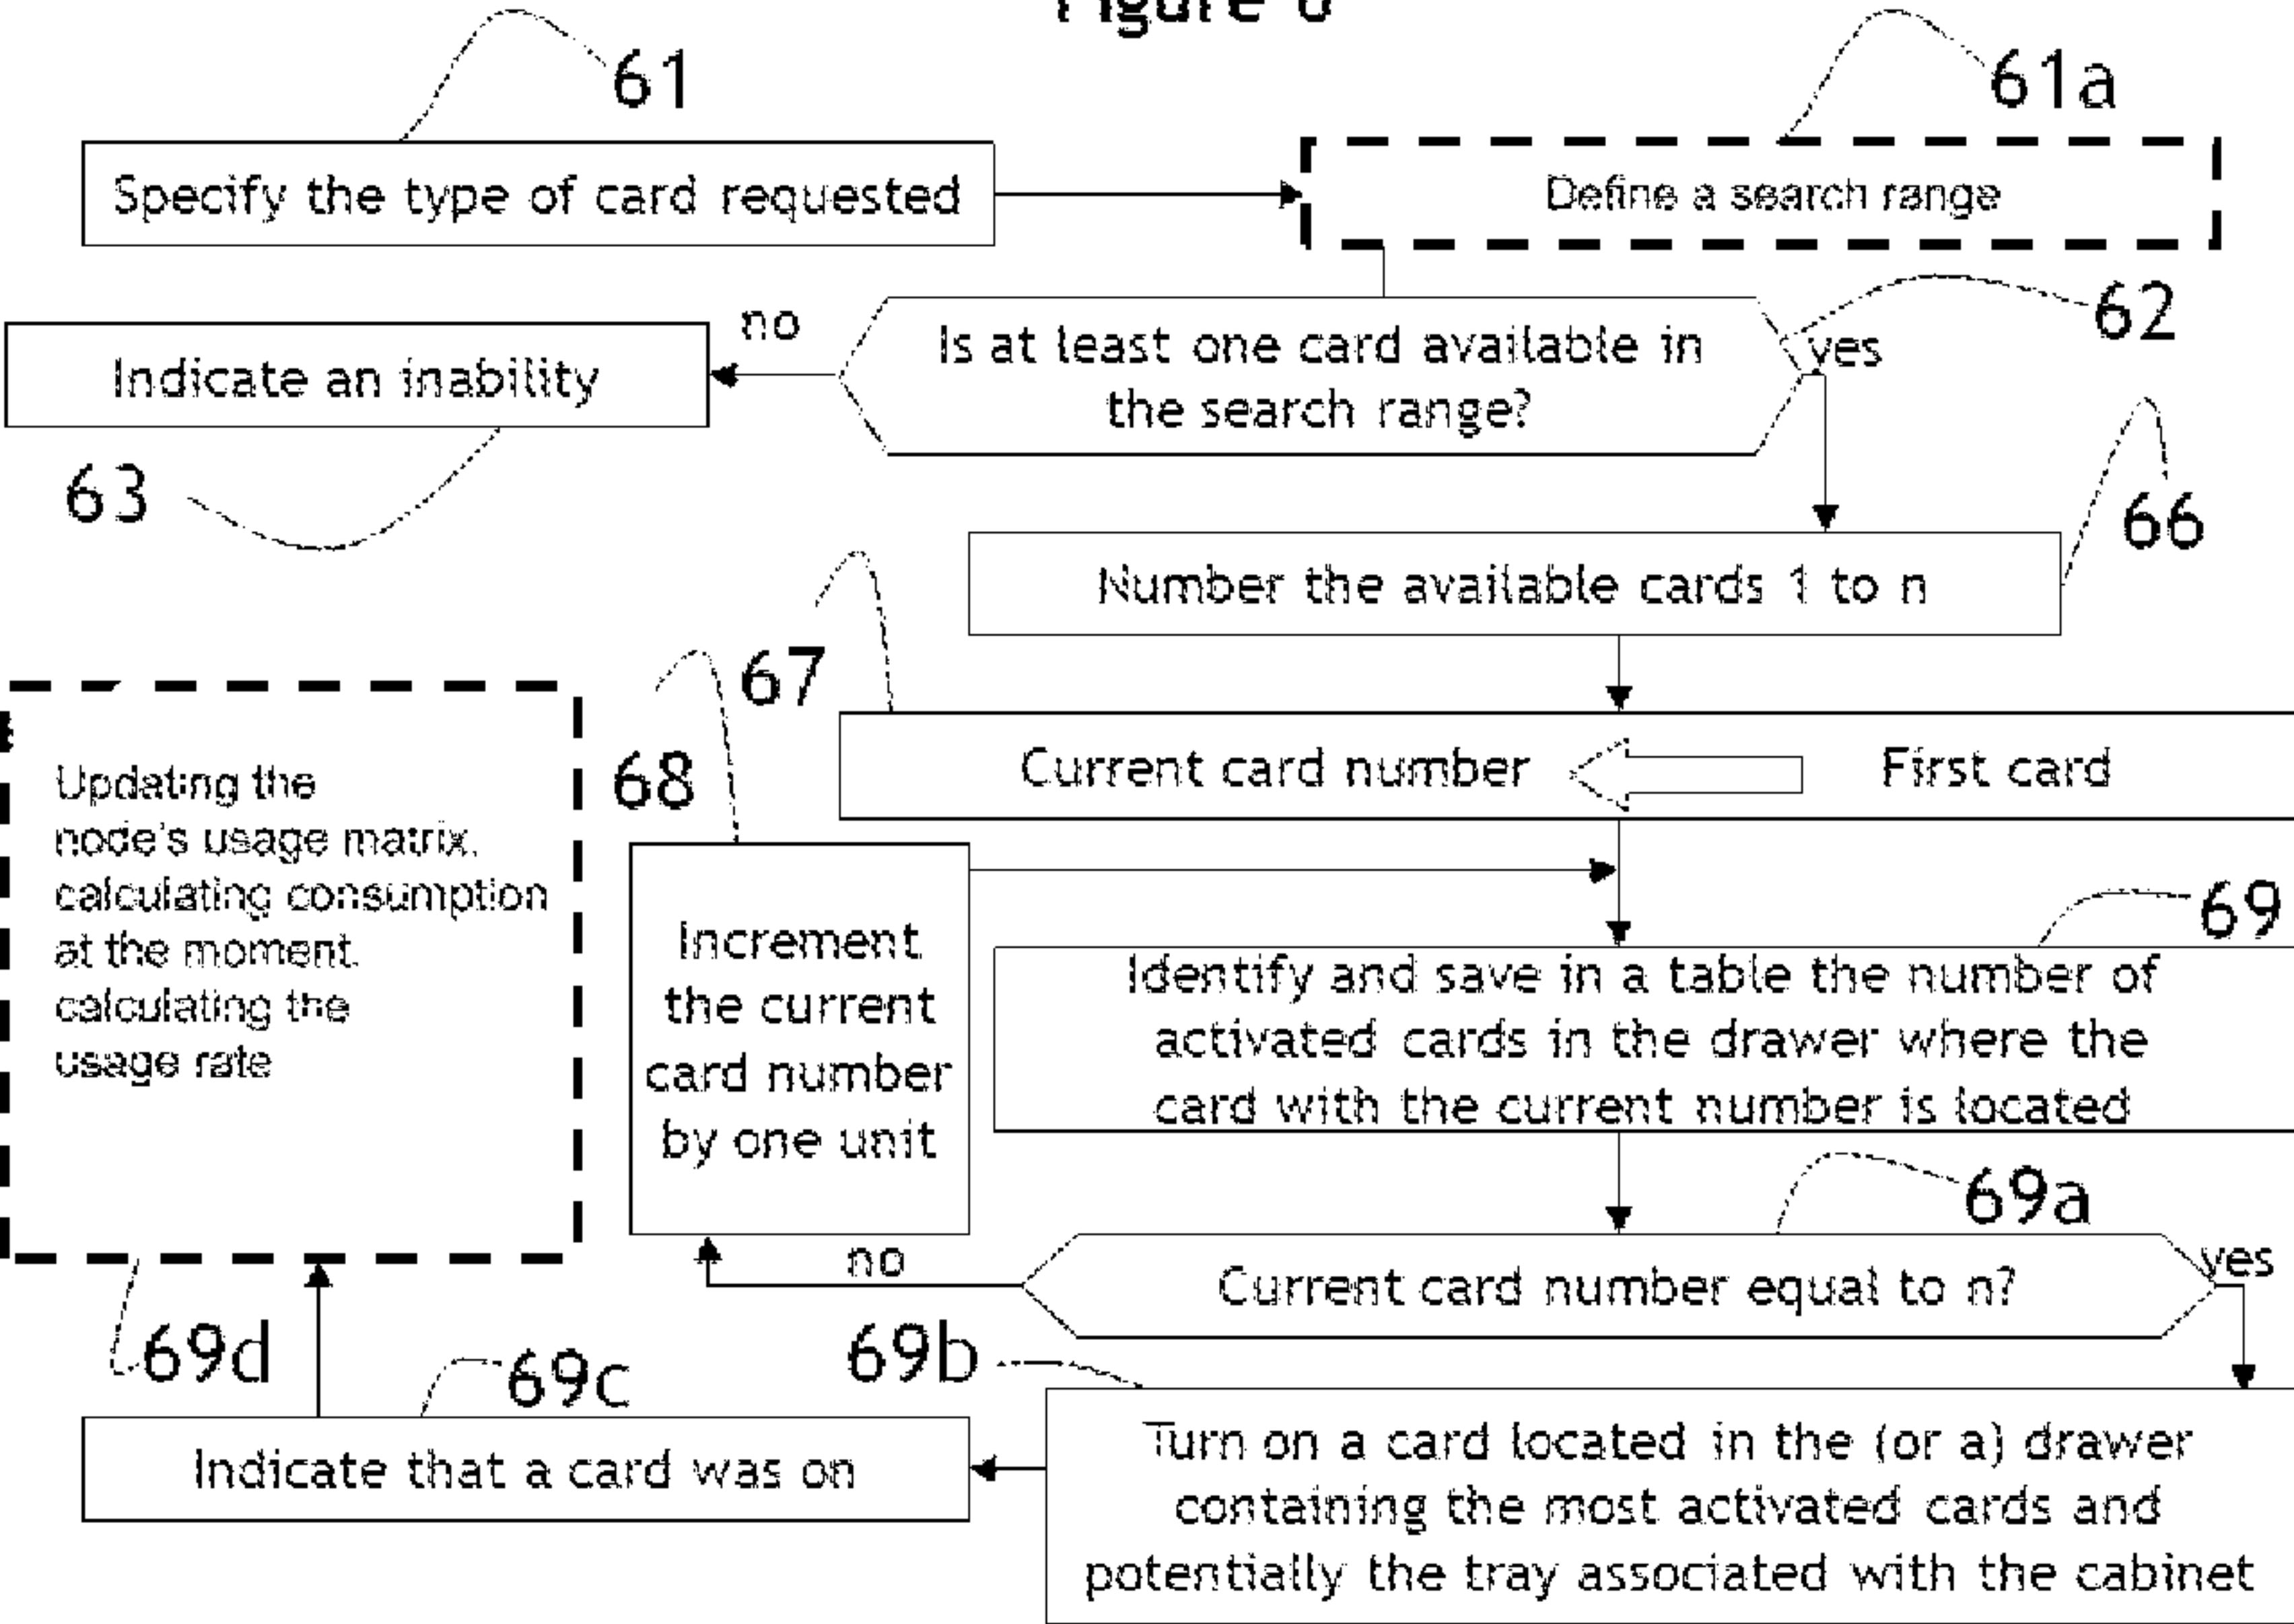 Figure 6
61
61a
Specify the type of card requested
Define a search range
62
no
Is at least one card available in
the search range?
yes
Indicate an inability
63
66
Number the available cards 1 to n
67
Current card number
First card
68
Updating the
node's usage matrix,
calculating consumption
at the moment,
calculating the
usage rate
Increment
the current
card number
by one unit
69
Identify and save in a table the number of
activated cards in the drawer where the
card with the current number is located
69a
no
Current card number equal to n?
yes
69d
69c
69b
Indicate that a card was on
Turn on a card located in the (or a) drawer
containing the most activated cards and
potentially the tray associated with the cabinet